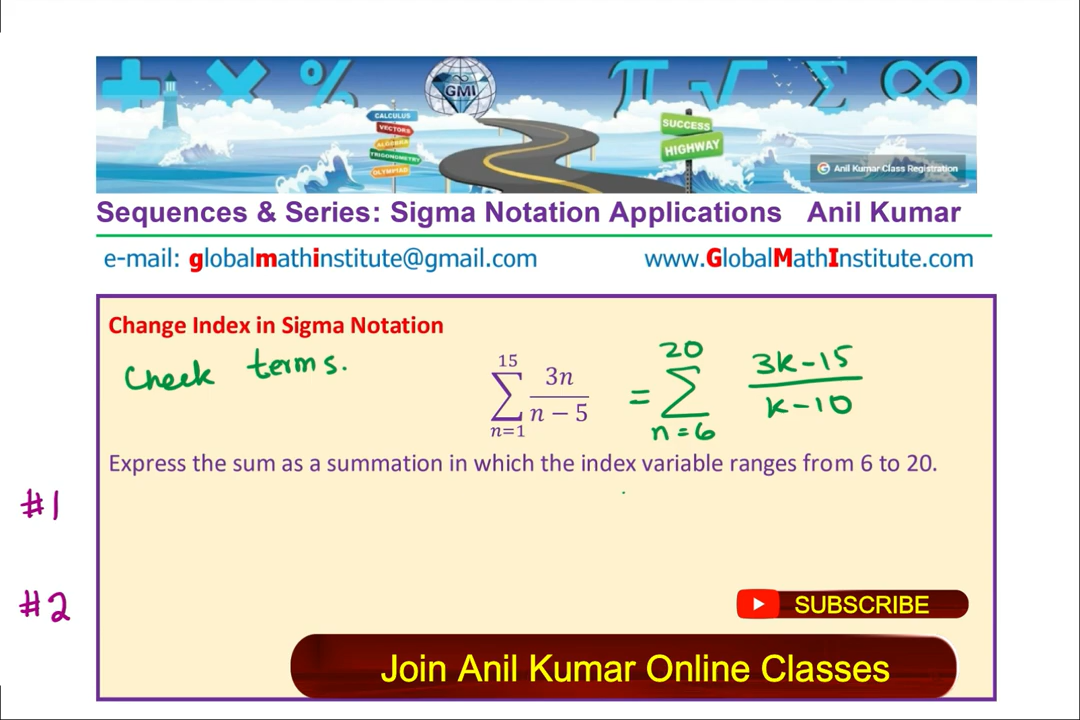 GMI
CALCULUS
VECTORS
ALGEBRA
TRIGONOMETRY
OLYMPIAD
SUCCESS
HIGHWAY
Anil Kumar Class Registration
Sequences & Series: Sigma Notation Applications Anil Kumar
e-mail: globalmathinstitute@gmail.com www.GlobalMathInstitute.com
Change Index in Sigma Notation
Check terms.
15 ∑ n=1 3n / n − 5 = 20 ∑ n = 6 3k − 15 / k − 10
Express the sum as a summation in which the index variable ranges from 6 to 20.
#1
#2
SUBSCRIBE
Join Anil Kumar Online Classes